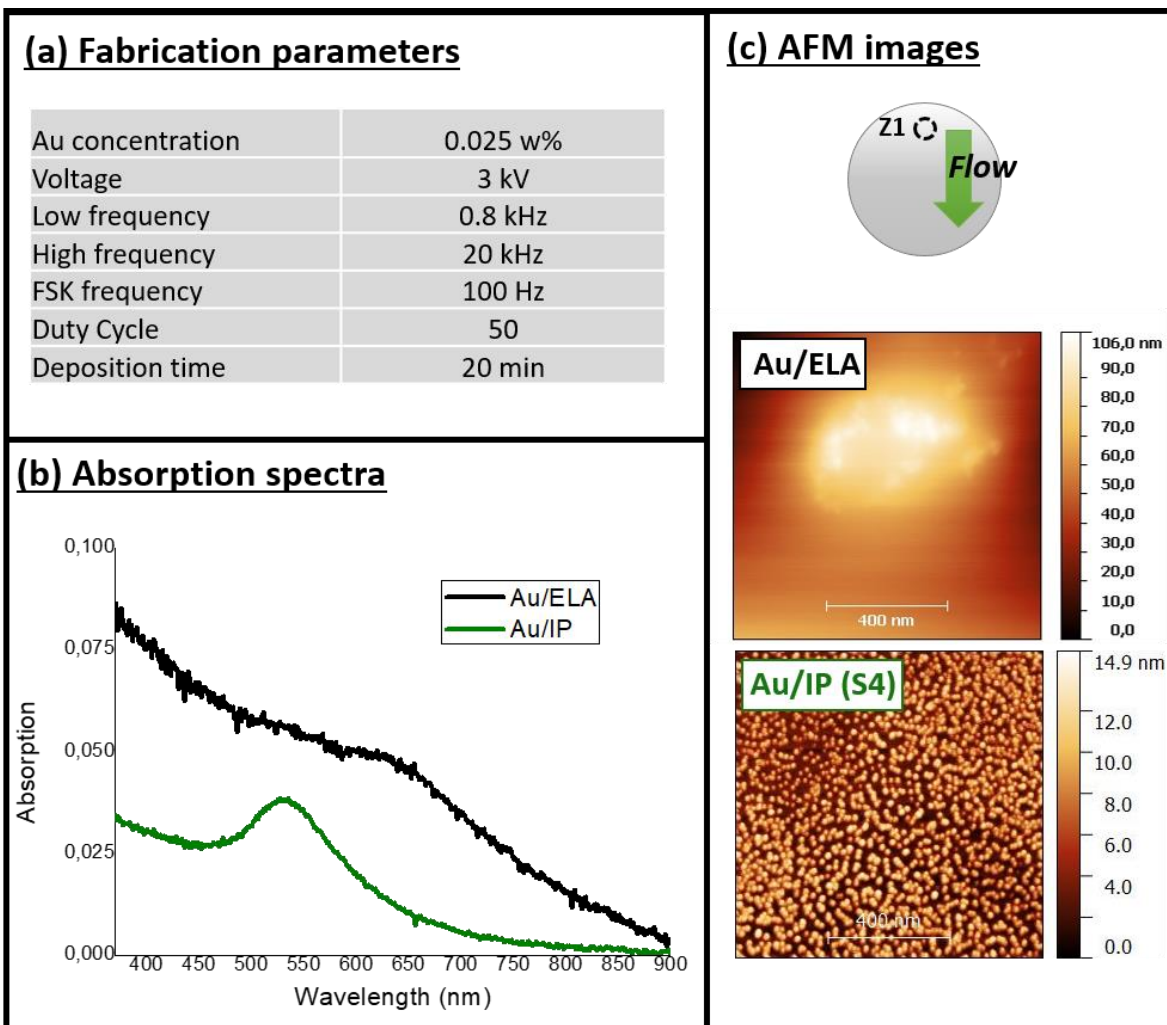 (a) Fabrication parameters
Au concentration 0.025 w%
Voltage 3 kV
Low frequency 0.8 kHz
High frequency 20 kHz
FSK frequency 100 Hz
Duty Cycle 50
Deposition time 20 min
(b) Absorption spectra
0,100
0,075
0,050
0,025
0,000
Absorption
Au/ELA
Au/IP
400 450 500 550 600 650 700 750 800 850 900
Wavelength (nm)
(c) AFM images
Z1
Flow
Au/ELA
400 nm
106,0 nm
90,0
80,0
70,0
60,0
50,0
40,0
30,0
20,0
10,0
0,0
Au/IP (S4)
400 nm
14.9 nm
12.0
10.0
8.0
6.0
4.0
0.0